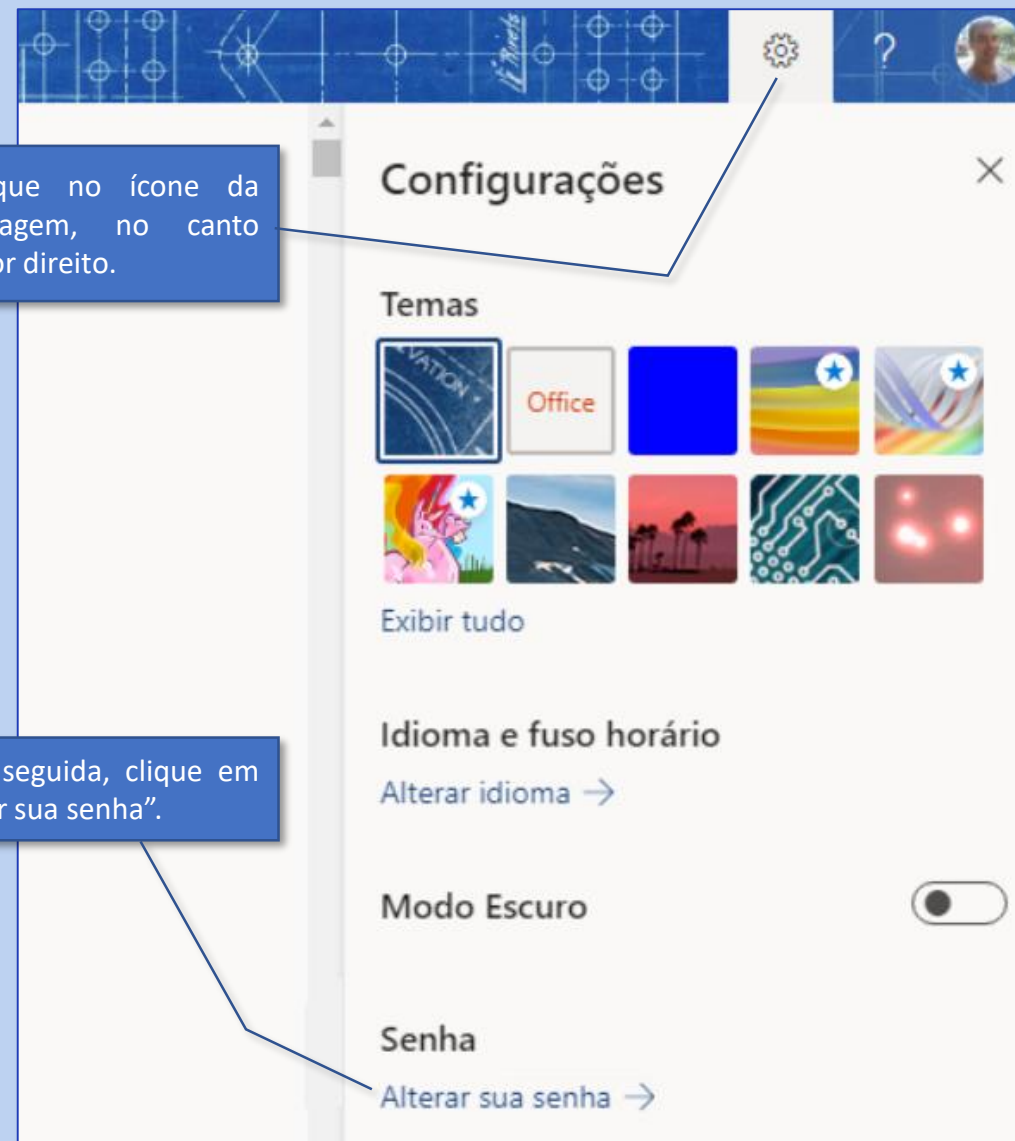 que no ícone da
agem, no canto
or direito.
Configurações
Temas
VATION
Office
Exibir tudo
Idioma e fuso horário
Alterar idioma →
seguida, clique em
r sua senha”.
Modo Escuro
Senha
Alterar sua senha →